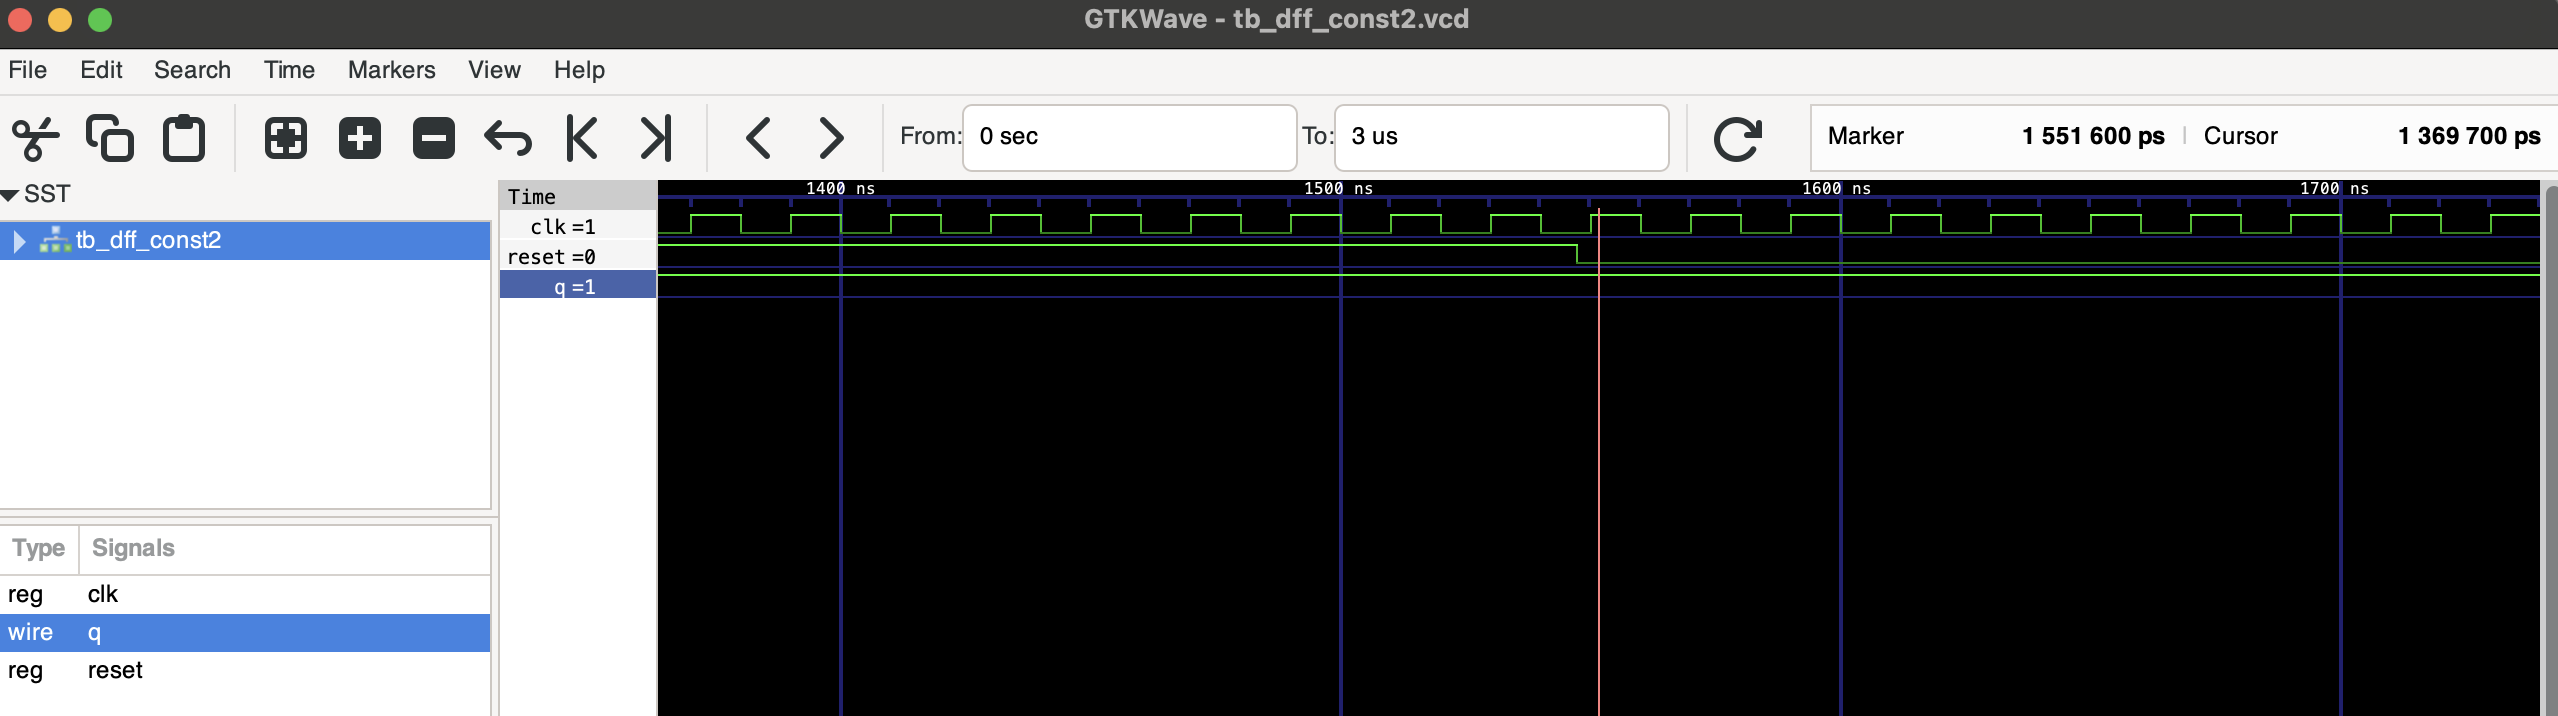 GTKWave - tb_dff_const2.vcd
File Edit Search Time Markers View Help
From: 0 sec To: 3 us Marker 1 551 600 ps | Cursor 1 369 700 ps
SST
tb_dff_const2
Type Signals
reg clk
wire q
reg reset
Time
clk =1
reset =0
q =1
1400 ns 1500 ns 1600 ns 1700 ns